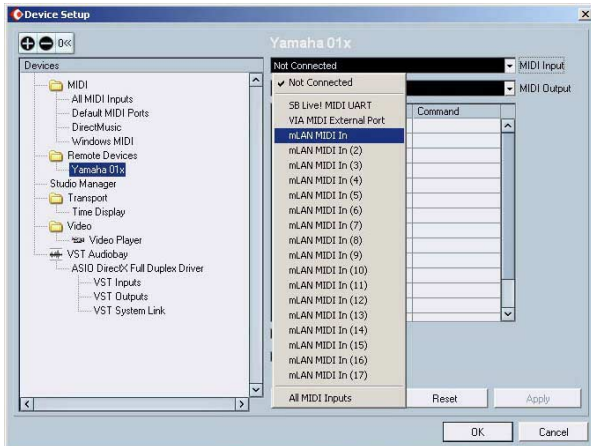 Device Setup
Yamaha 01x
Devices
MIDI
All MIDI Inputs
Default MIDI Ports
DirectMusic
Windows MIDI
Remote Devices
Yamaha 01x
Studio Manager
Transport
Time Display
Video
Video Player
VST Audiobay
ASIO DirectX Full Duplex Driver
VST Inputs
VST Outputs
VST System Link
Not Connected
MIDI Input
MIDI Output
Not Connected
SB Live! MIDI UART
VIA MIDI External Port
mLAN MIDI In
mLAN MIDI In (2)
mLAN MIDI In (3)
mLAN MIDI In (4)
mLAN MIDI In (5)
mLAN MIDI In (6)
mLAN MIDI In (7)
mLAN MIDI In (8)
mLAN MIDI In (9)
mLAN MIDI In (10)
mLAN MIDI In (11)
mLAN MIDI In (12)
mLAN MIDI In (13)
mLAN MIDI In (14)
mLAN MIDI In (15)
mLAN MIDI In (16)
mLAN MIDI In (17)
All MIDI Inputs
Command
Reset
Apply
OK
Cancel